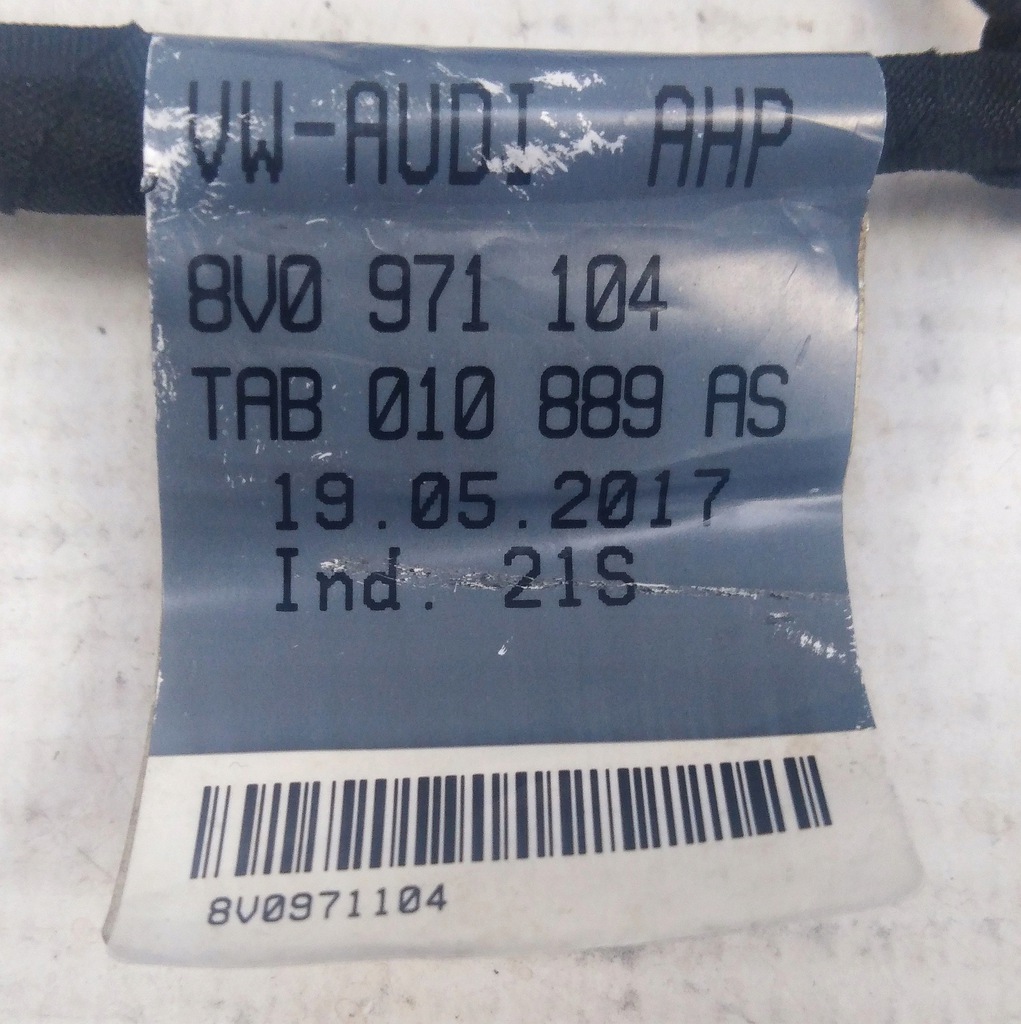 VW-AUDI AHP
8V0 971 104
TAB 010 889 AS
19.05.2017
Ind. 21S
8V0971104